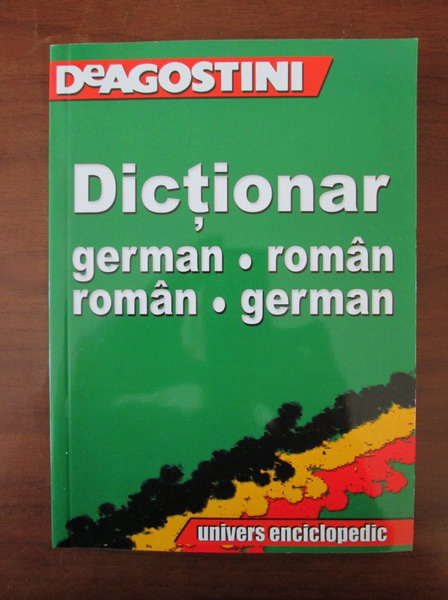 DeAGOSTINI
Dicționar
german • român
român • german
univers enciclopedic